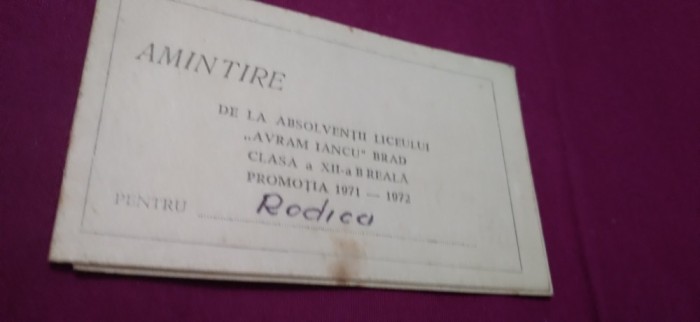 AMINTIRE
DE LA ABSOLVENȚII LICEULUI
„AVRAM IANCU" BRAD
CLASA a XII-a B REALA
PROMOȚIA 1971 — 1972
PENTRU Rodica